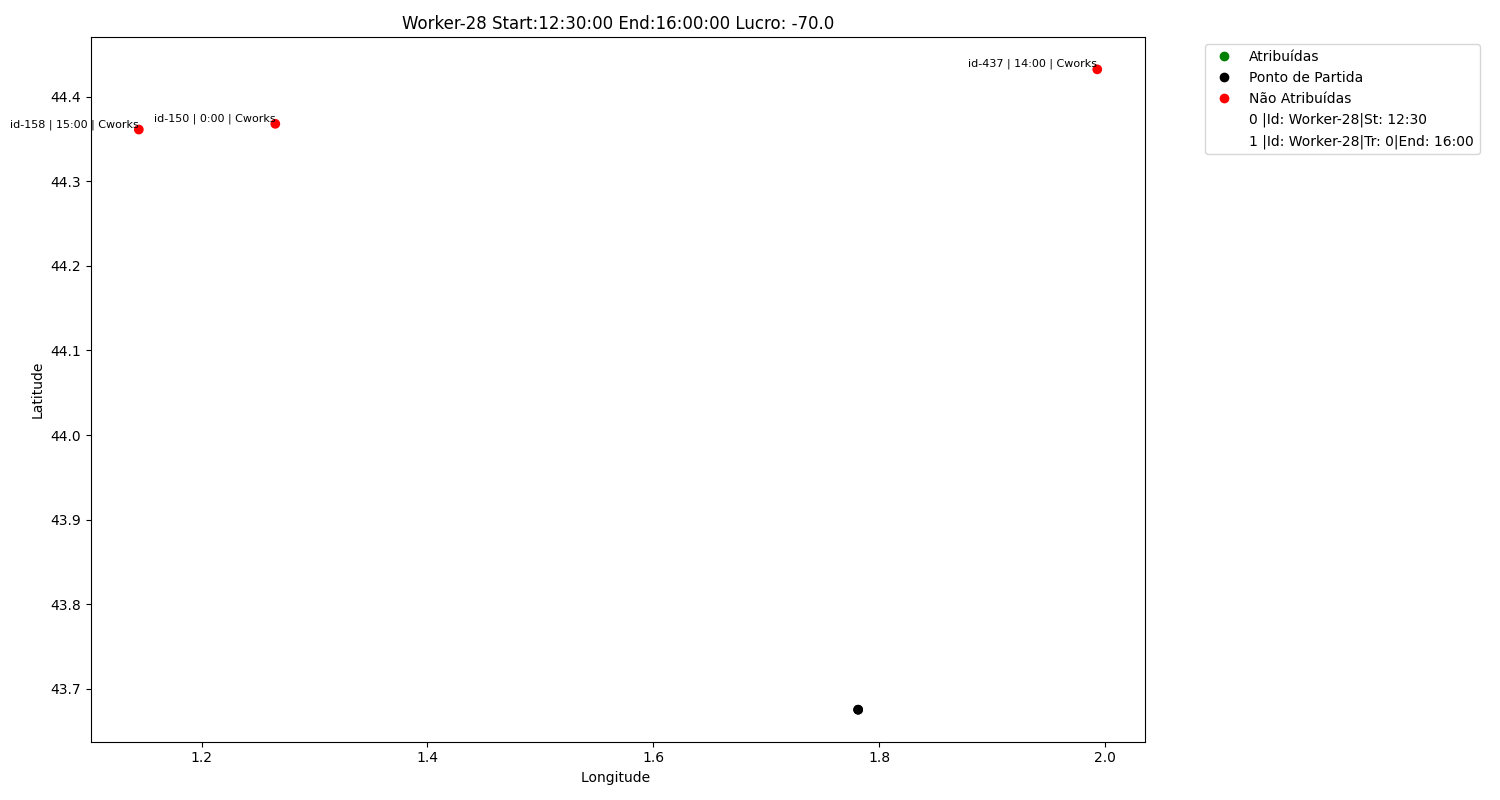 Worker-28 Start:12:30:00 End:16:00:00 Lucro: -70.0
Atribuídas
Ponto de Partida
Não Atribuídas
0 |Id: Worker-28|St: 12:30
1 |Id: Worker-28|Tr: 0|End: 16:00
id-437 | 14:00 | Cworks
id-150 | 0:00 | Cworks
id-158 | 15:00 | Cworks
44.4
44.3
44.2
44.1
44.0
43.9
43.8
43.7
Latitude
1.2
1.4
1.6
1.8
2.0
Longitude